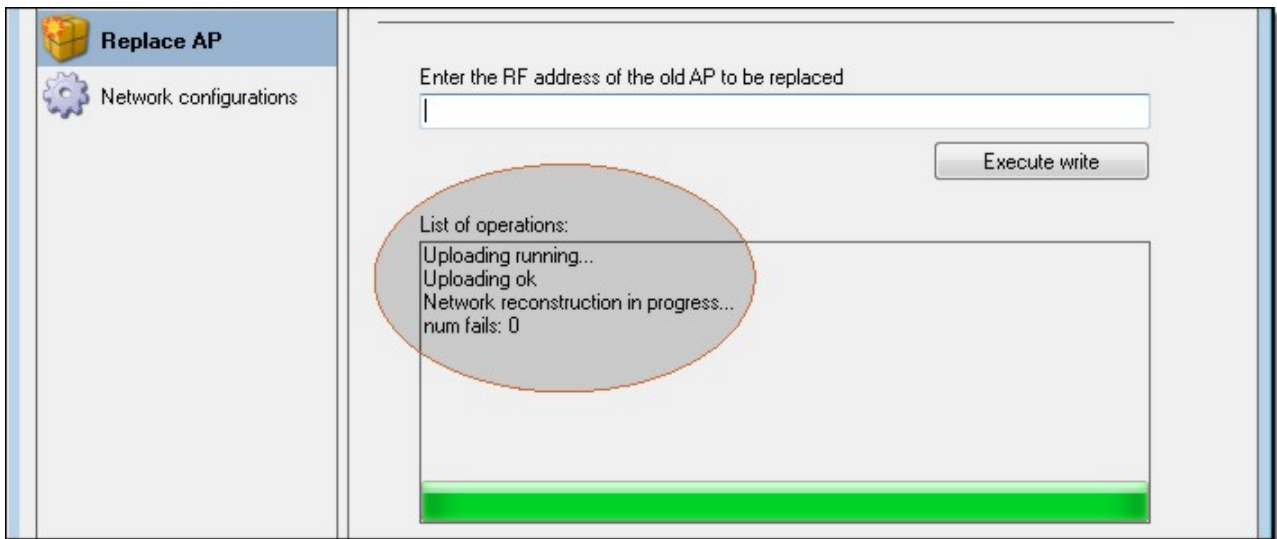 Replace AP
Network configurations
Enter the RF address of the old AP to be replaced
Execute write
List of operations:
Uploading running...
Uploading ok
Network reconstruction in progress...
num fails: 0